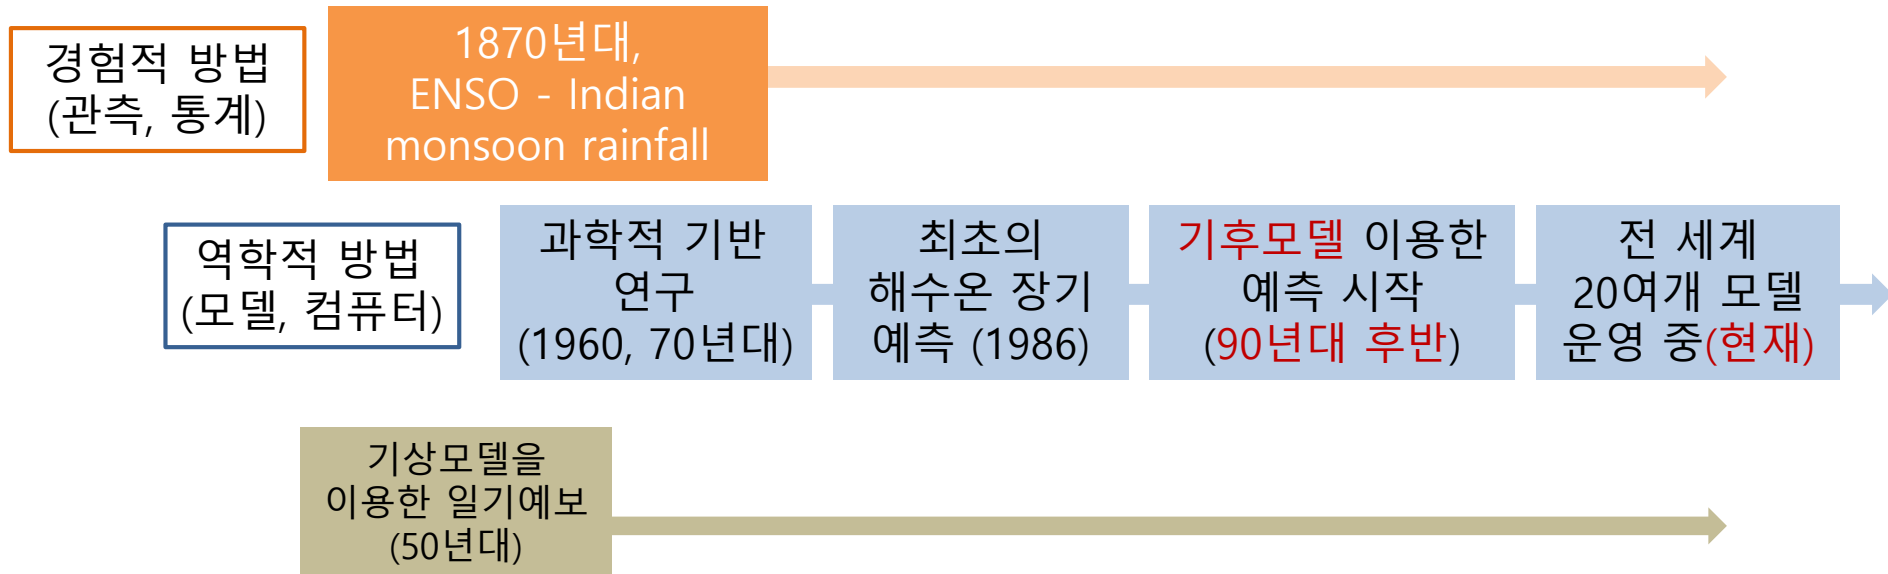 경험적 방법
(관측, 통계)
1870년대,
ENSO - Indian
monsoon rainfall
역학적 방법
(모델, 컴퓨터)
과학적 기반
연구
(1960, 70년대)
최초의
해수온 장기
예측 (1986)
기후모델 이용한
예측 시작
(90년대 후반)
전 세계
20여개 모델
운영 중(현재)
기상모델을
이용한 일기예보
(50년대)